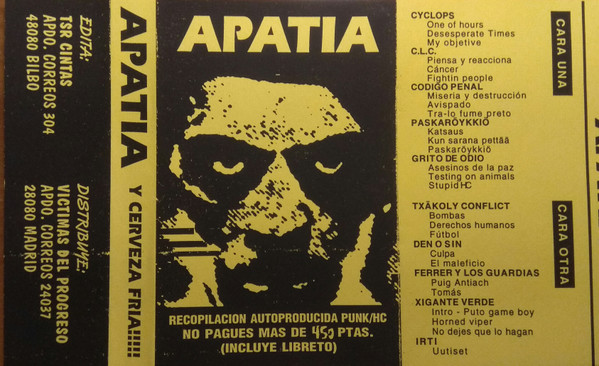 EDITA:
TSR CINTAS
APDO. CORREOS 304
48080 BILBO
DISTRIBUYE:
VICTIMAS DEL PROGRESO
APDO. CORREOS 24037
28080 MADRID
APATIA Y CERVEZA FRIA!!!!!
APATIA
RECOPILACION AUTOPRODUCIDA PUNK/HC
NO PAGUES MAS DE 450 PTAS.
(INCLUYE LIBRETO)
CARA UNA
CYCLOPS
One of hours
Desesperate Times
My objetive
C.L.C.
Piensa y reacciona
Cáncer
Fightin people
CODIGO PENAL
Miseria y destrucción
Avispado
Tra-lo fume preto
PASKARÖYKKIÖ
Katsaus
Kun sarana pettää
Paskaröykkiö
GRITO DE ODIO
Asesinos de la paz
Testing on animals
Stupid HC
CARA OTRA
TXÄKOLY CONFLICT
Bombas
Derechos humanos
Fútbol
DEN O SIN
Culpa
El maleficio
FERRER Y LOS GUARDIAS
Puig Antiach
Tomás
XIGANTE VERDE
Intro - Puto game boy
Horned viper
No dejes que lo hagan
IRTI
Uutiset